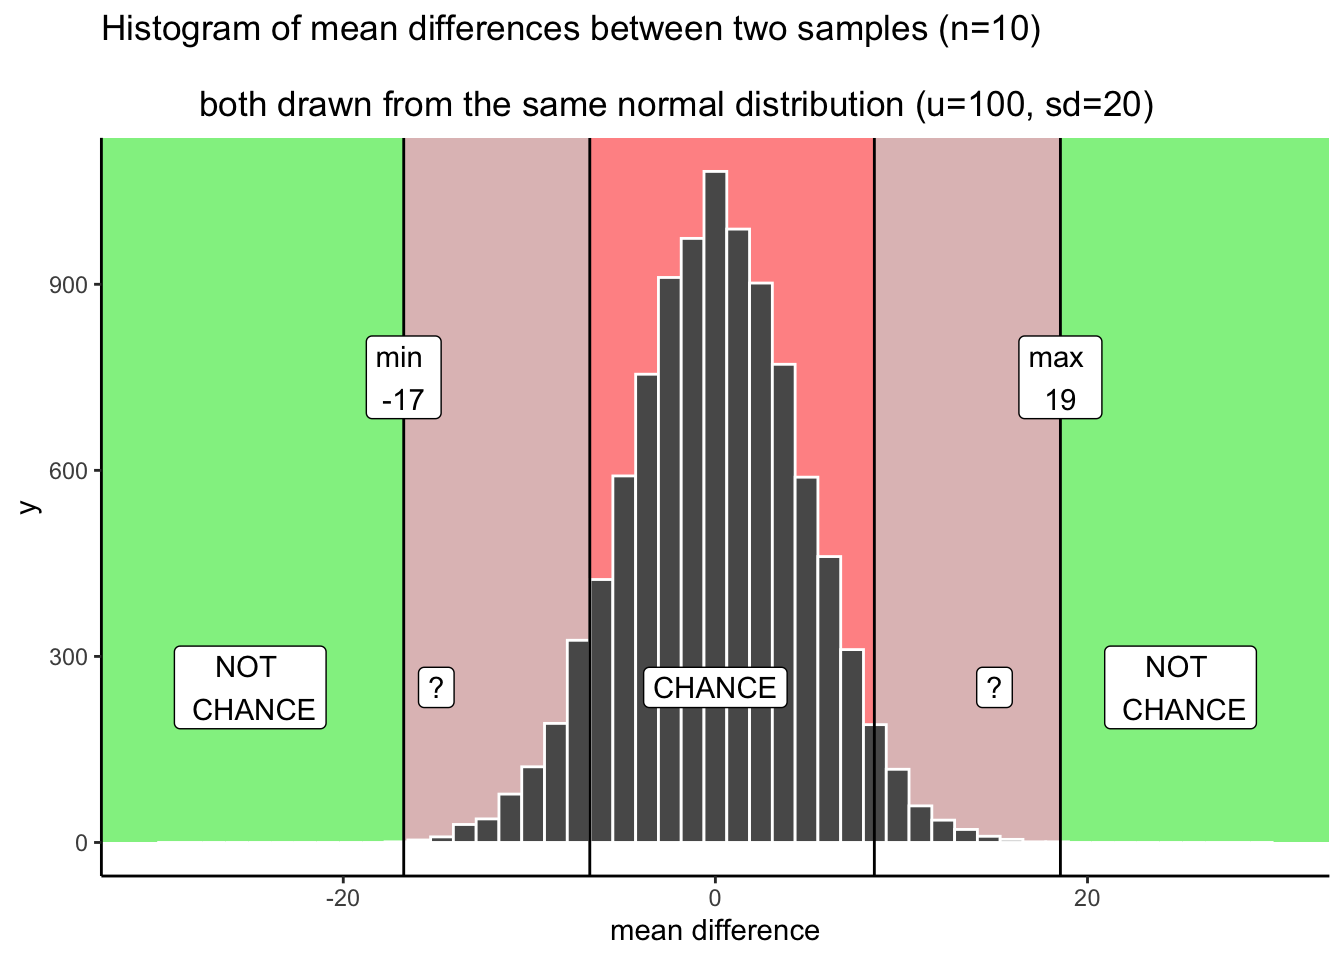 Histogram of mean differences between two samples (n=10)
both drawn from the same normal distribution (u=100, sd=20)
900
600
300
0
y
min
-17
max
19
NOT
CHANCE
?
CHANCE
?
NOT
CHANCE
-20
0
20
mean difference